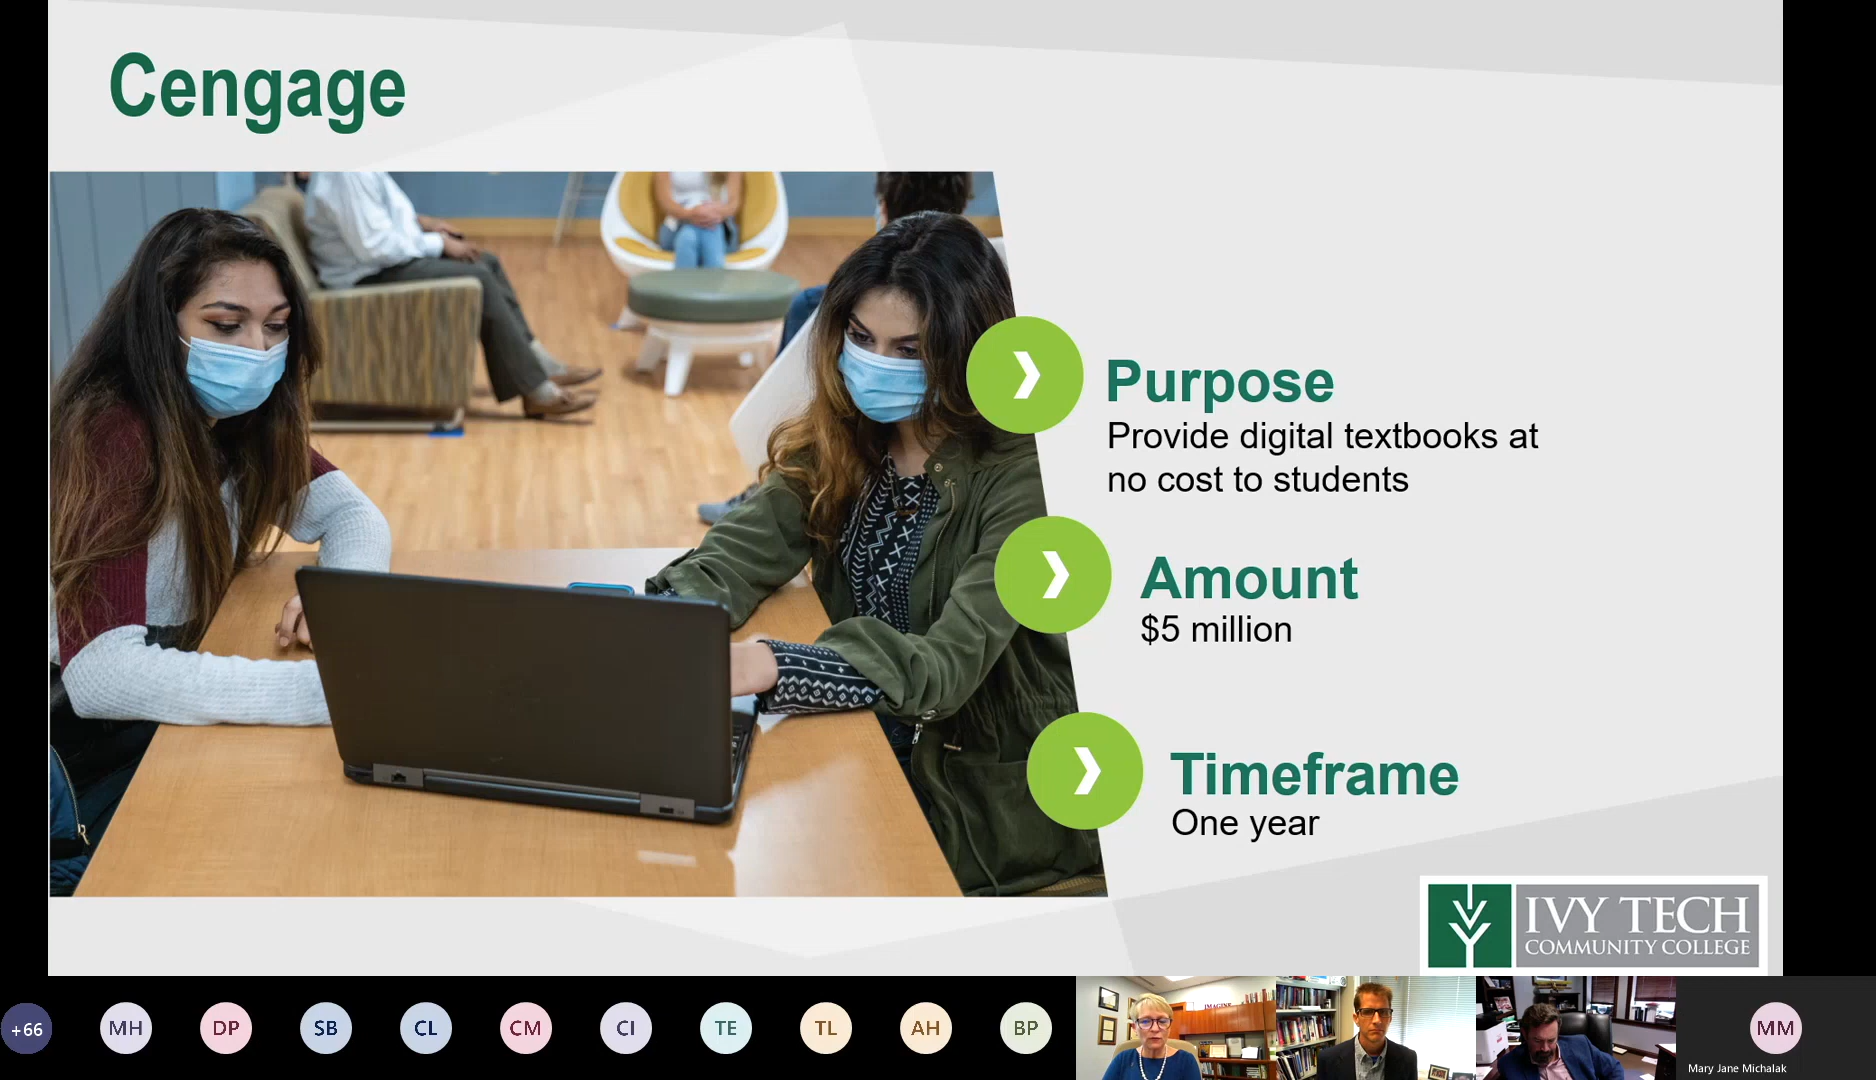 Cengage
Purpose
Provide digital textbooks at
no cost to students
Amount
$5 million
Timeframe
One year
IVY TECH
COMMUNITY COLLEGE
+66
MH
DP
SB
CL
CM
CI
TE
TL
AH
BP
IMAGINE
MM
Mary Jane Michalak